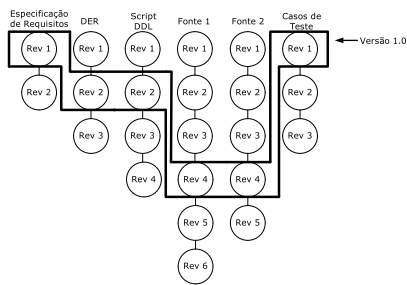 Especificação
de Requisitos
DER
Script
DDL
Fonte 1
Fonte 2
Casos de
Teste
Rev 1
Rev 1
Rev 1
Rev 1
Rev 1
Rev 1
Versão 1.0
Rev 2
Rev 2
Rev 2
Rev 2
Rev 2
Rev 2
Rev 3
Rev 3
Rev 3
Rev 3
Rev 3
Rev 4
Rev 4
Rev 4
Rev 5
Rev 5
Rev 6